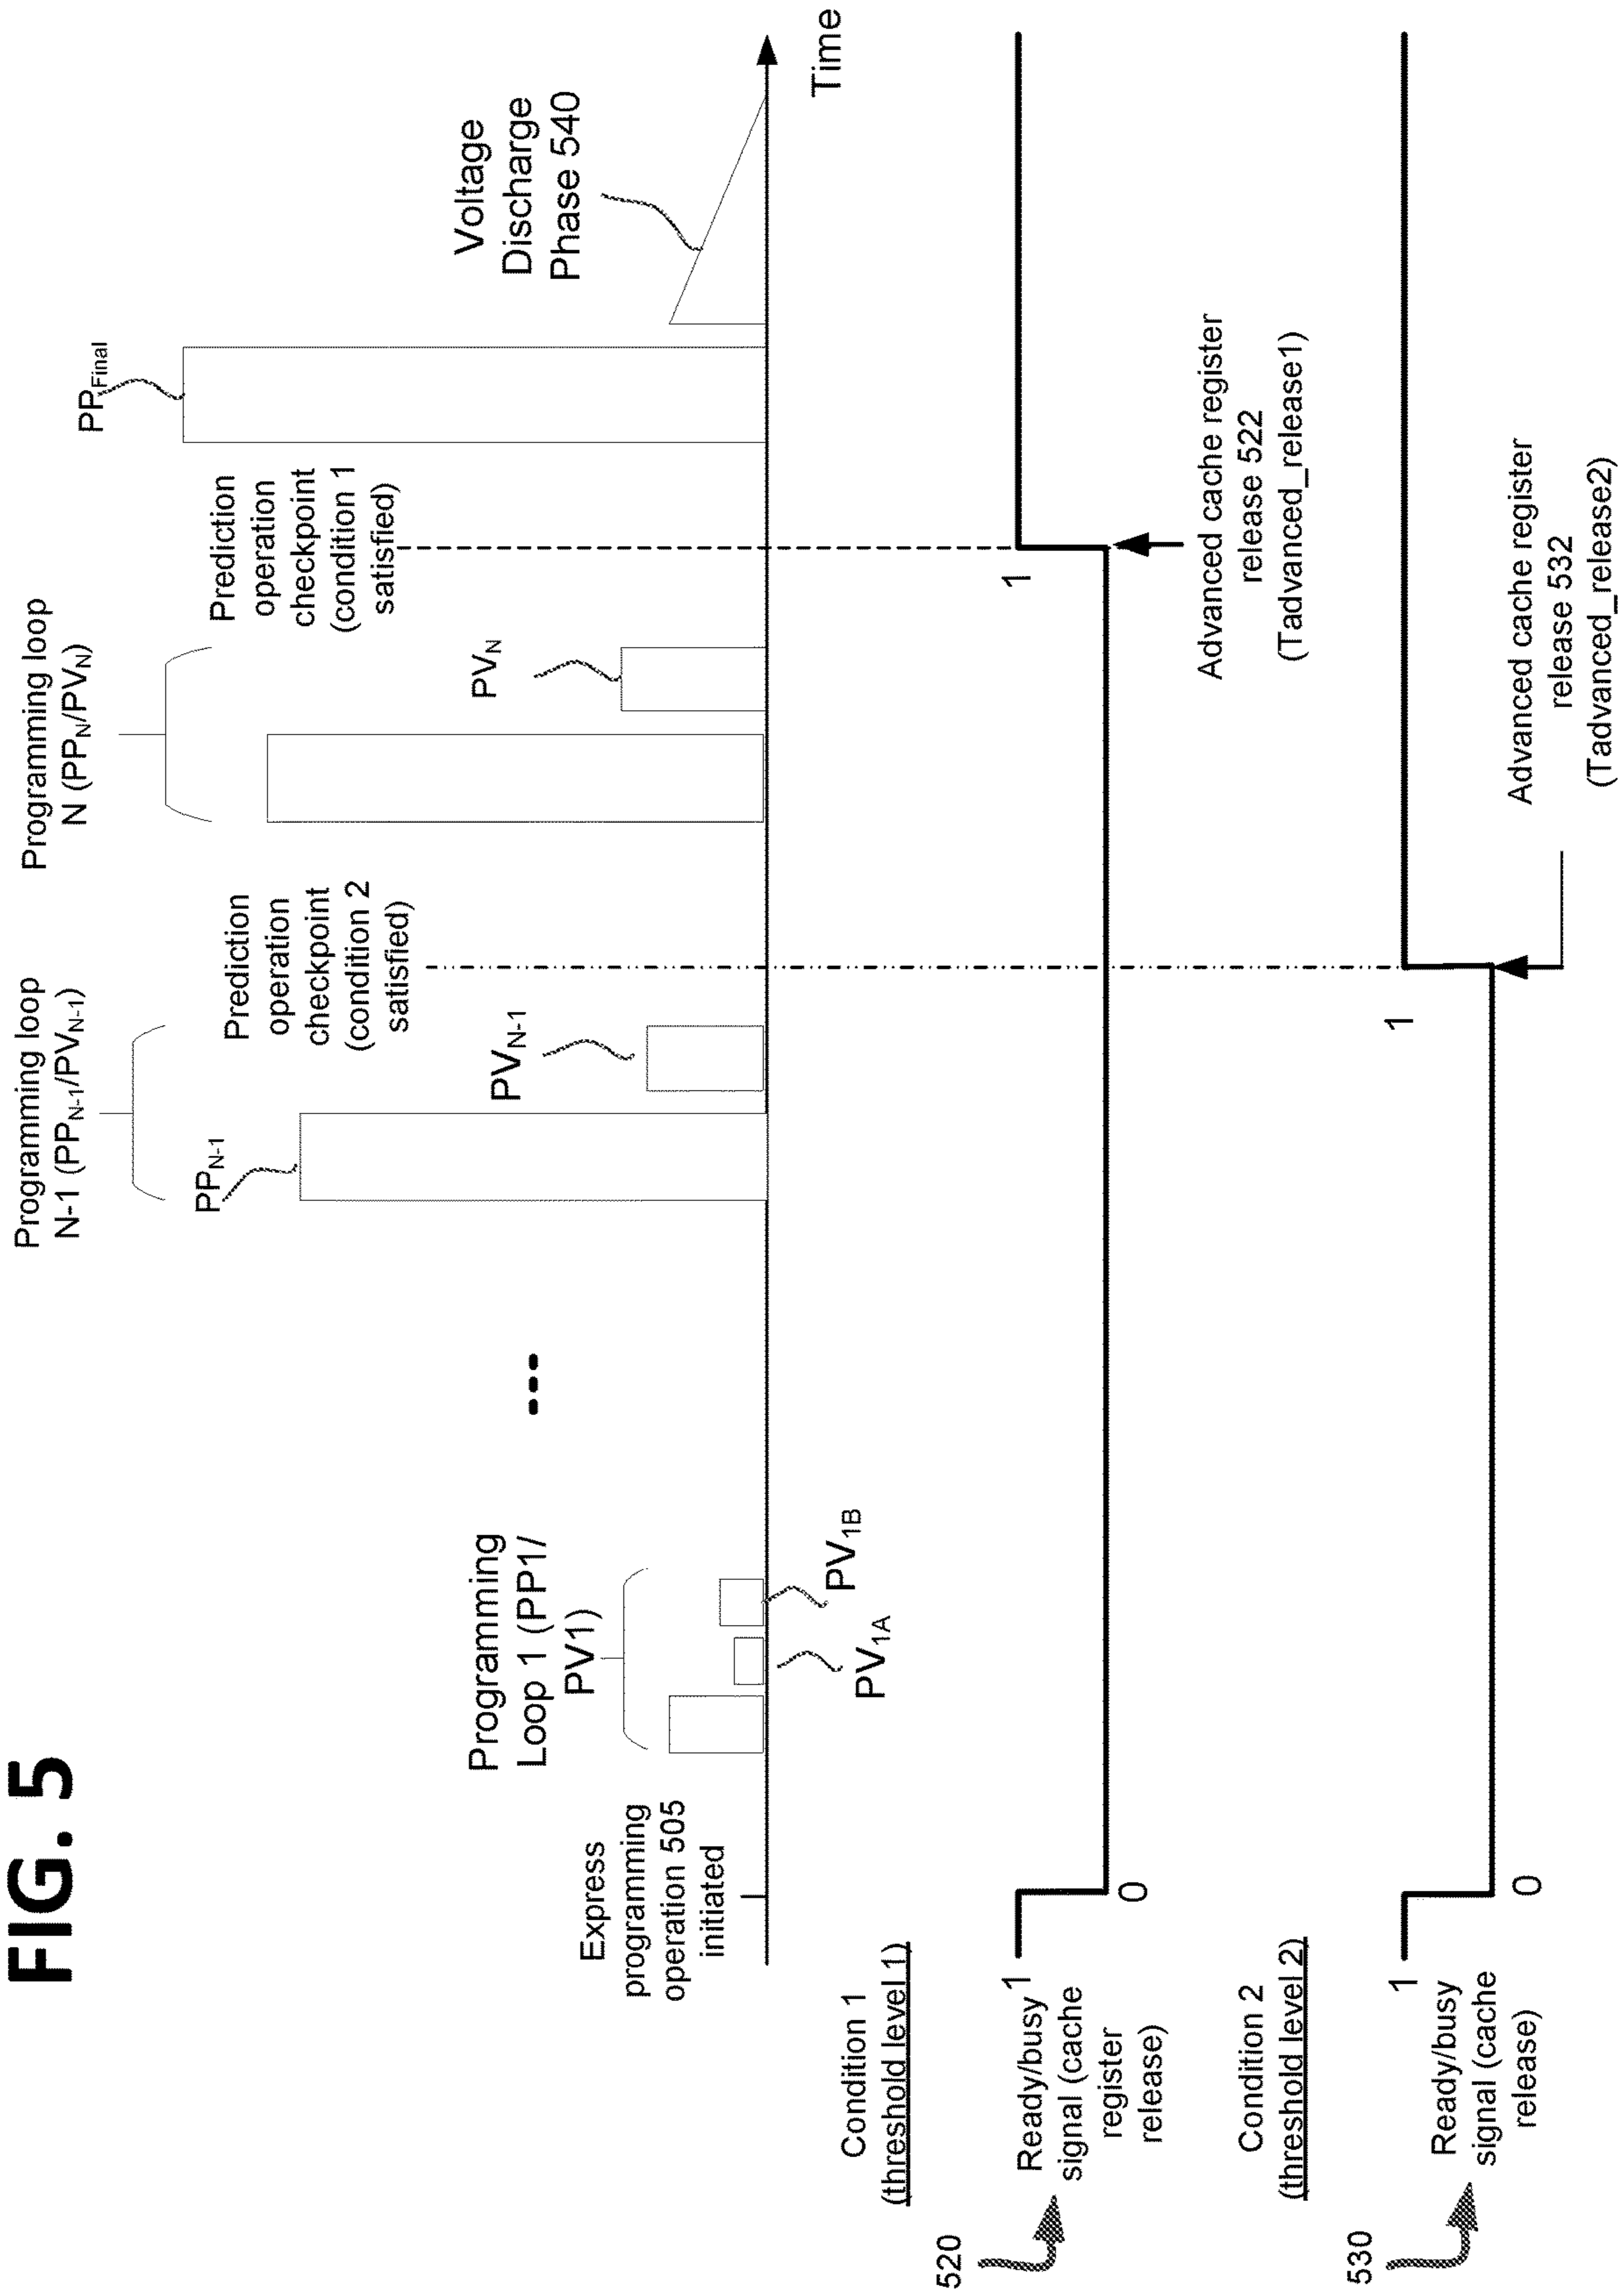 FIG. 5
Express
programming
operation 505
initiated
Programming
Loop 1 (PP1/
PV1)
PV1A
PV1B
Programming loop
N-1 (PPN-1/PVN-1)
PPN-1
PVN-1
Prediction
operation
checkpoint
(condition 2
satisfied)
Programming loop
N (PPN/PVN)
PVN
Prediction
operation
checkpoint
(condition 1
satisfied)
PPFinal
Voltage
Discharge
Phase 540
Time
Condition 1
(threshold level 1)
520
Ready/busy
signal (cache
register
release)
1
0
1
Advanced cache register
release 522
(Tadvanced_release1)
Condition 2
(threshold level 2)
530
Ready/busy
signal (cache
release)
1
0
1
Advanced cache register
release 532
(Tadvanced_release2)